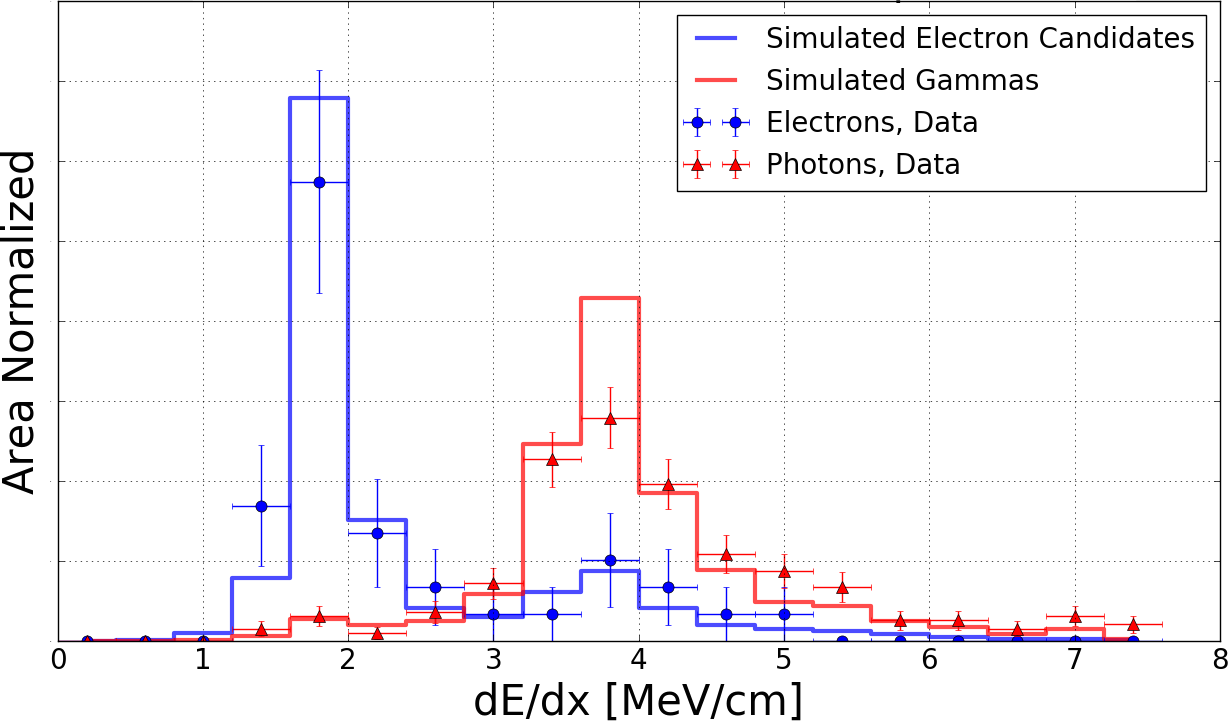 Simulated Electron Candidates
Simulated Gammas
Electrons, Data
Photons, Data
Area Normalized
0 1 2 3 4 5 6 7 8
dE/dx [MeV/cm]